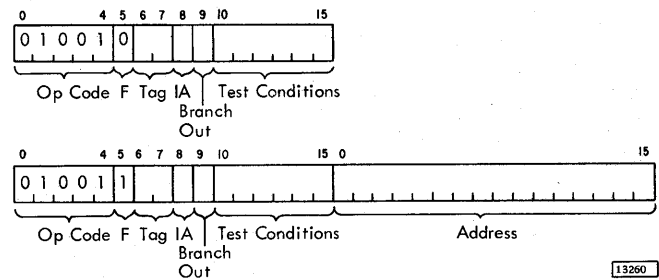 0 4 5 6 7 8 9 10 15
0 1 0 0 1 0
Op Code F Tag IA Test Conditions
Branch
Out
0 4 5 6 7 8 9 10 15 0 15
0 1 0 0 1 1
Op Code F Tag IA Test Conditions Address
Branch
Out
13260